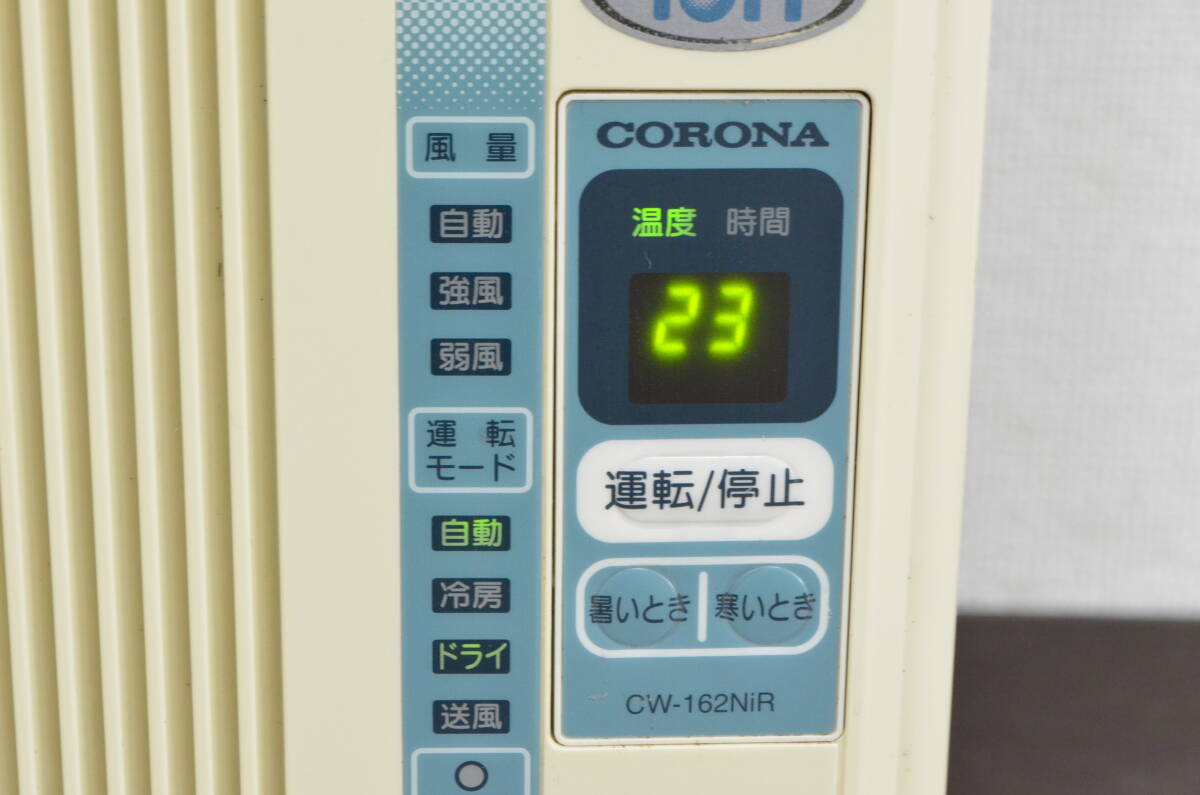 風量
自動
強風
弱風
運転
モード
自動
冷房
ドライ
送風
CORONA
温度 時間
23
運転/停止
暑いとき 寒いとき
CW-162NiR